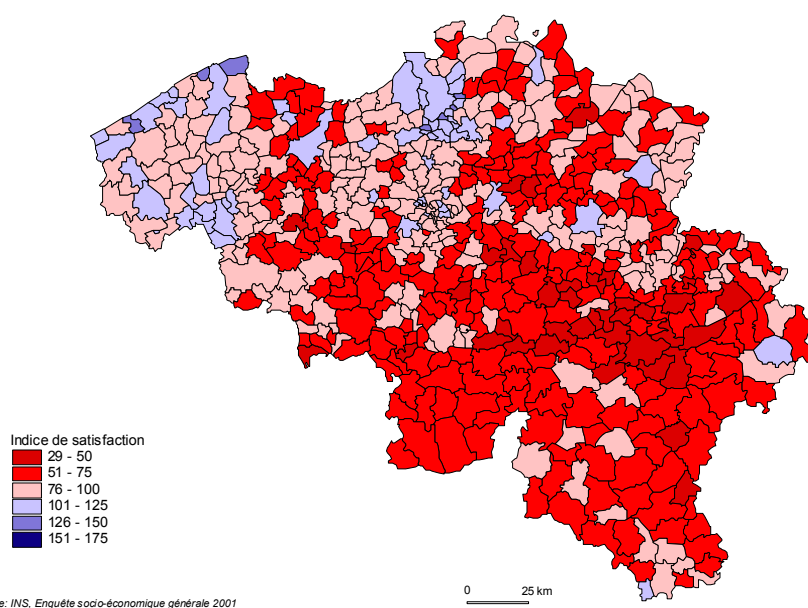 Indice de satisfaction
29 - 50
51 - 75
76 - 100
101 - 125
126 - 150
151 - 175
0 25 km
e: INS, Enquête socio-économique générale 2001